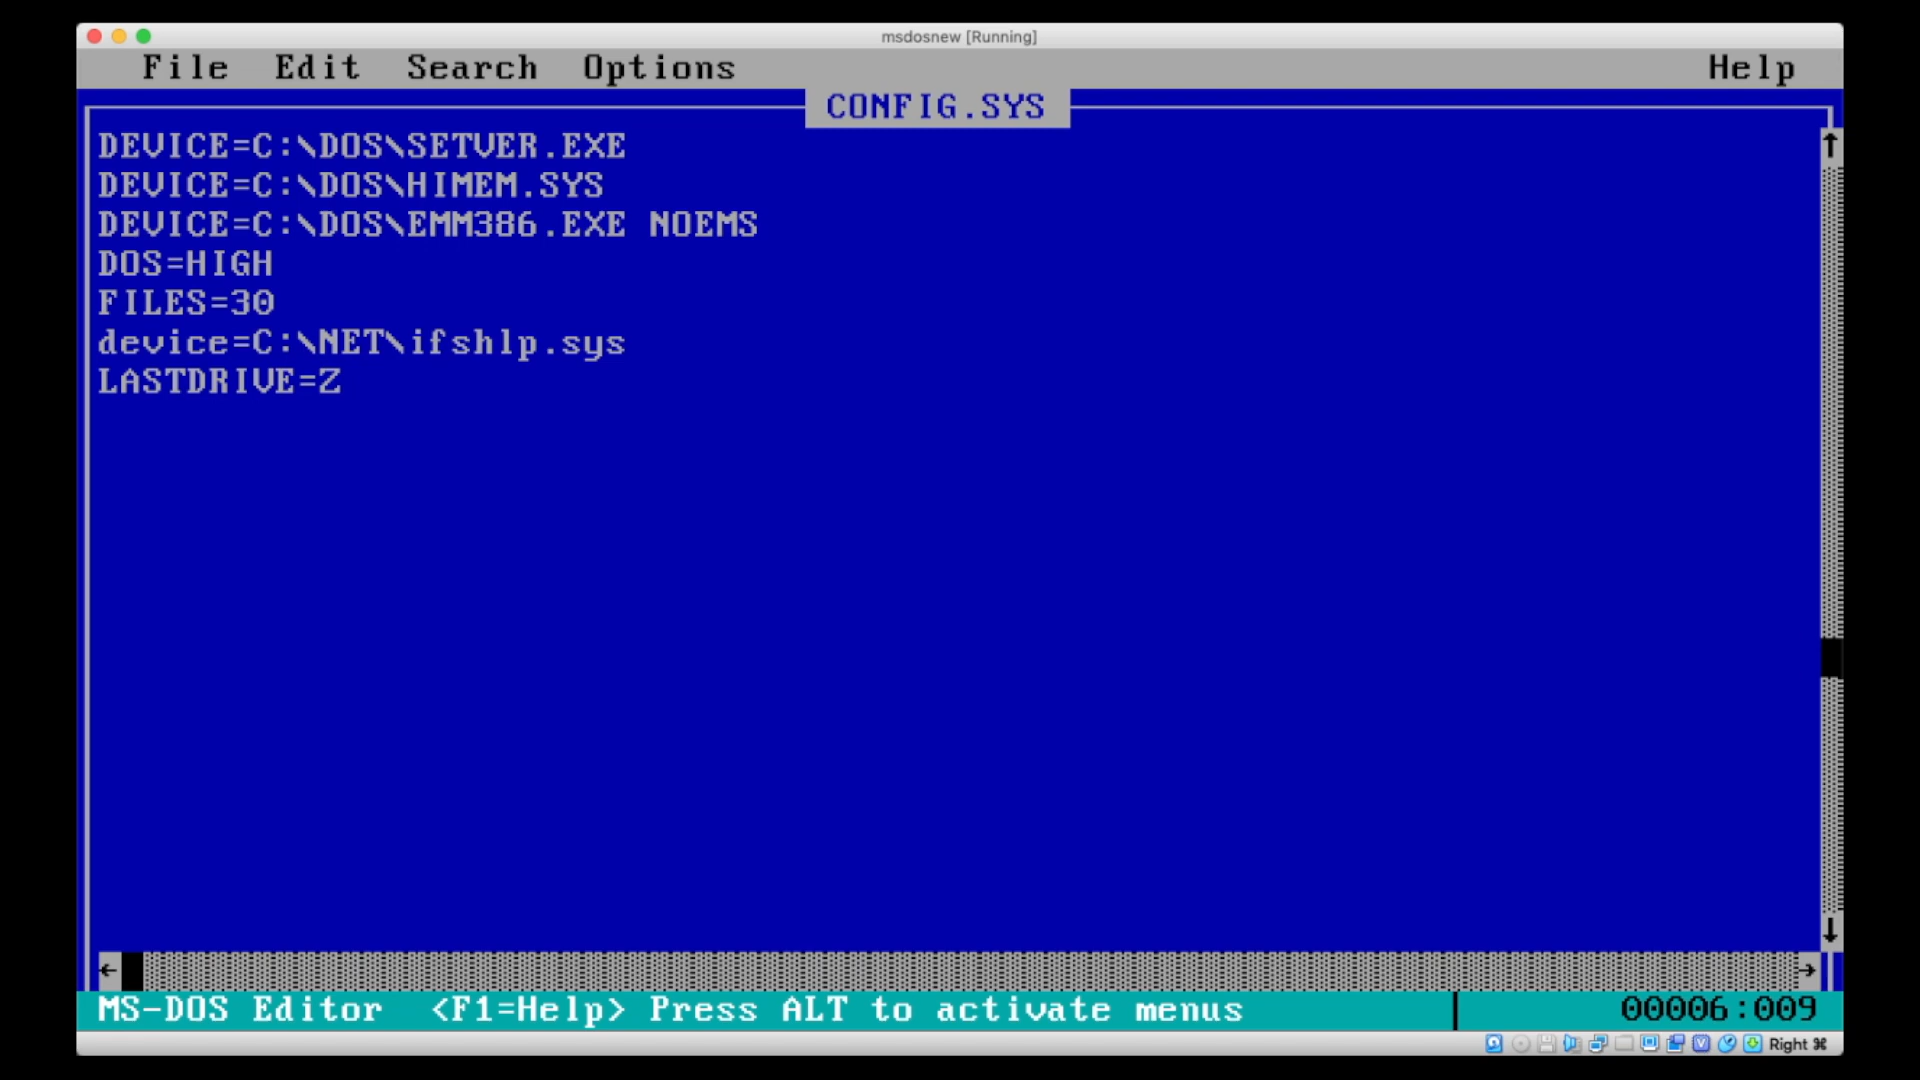 msdosnew [Running]
File Edit Search Options Help
CONFIG.SYS
DEVICE=C:\DOS\SETVER.EXE
DEVICE=C:\DOS\HIMEM.SYS
DEVICE=C:\DOS\EMM386.EXE NOEMS
DOS=HIGH
FILES=30
device=C:\NET\ifshlp.sys
LASTDRIVE=Z
MS-DOS Editor <F1=Help> Press ALT to activate menus 00006:009
Right ⌘